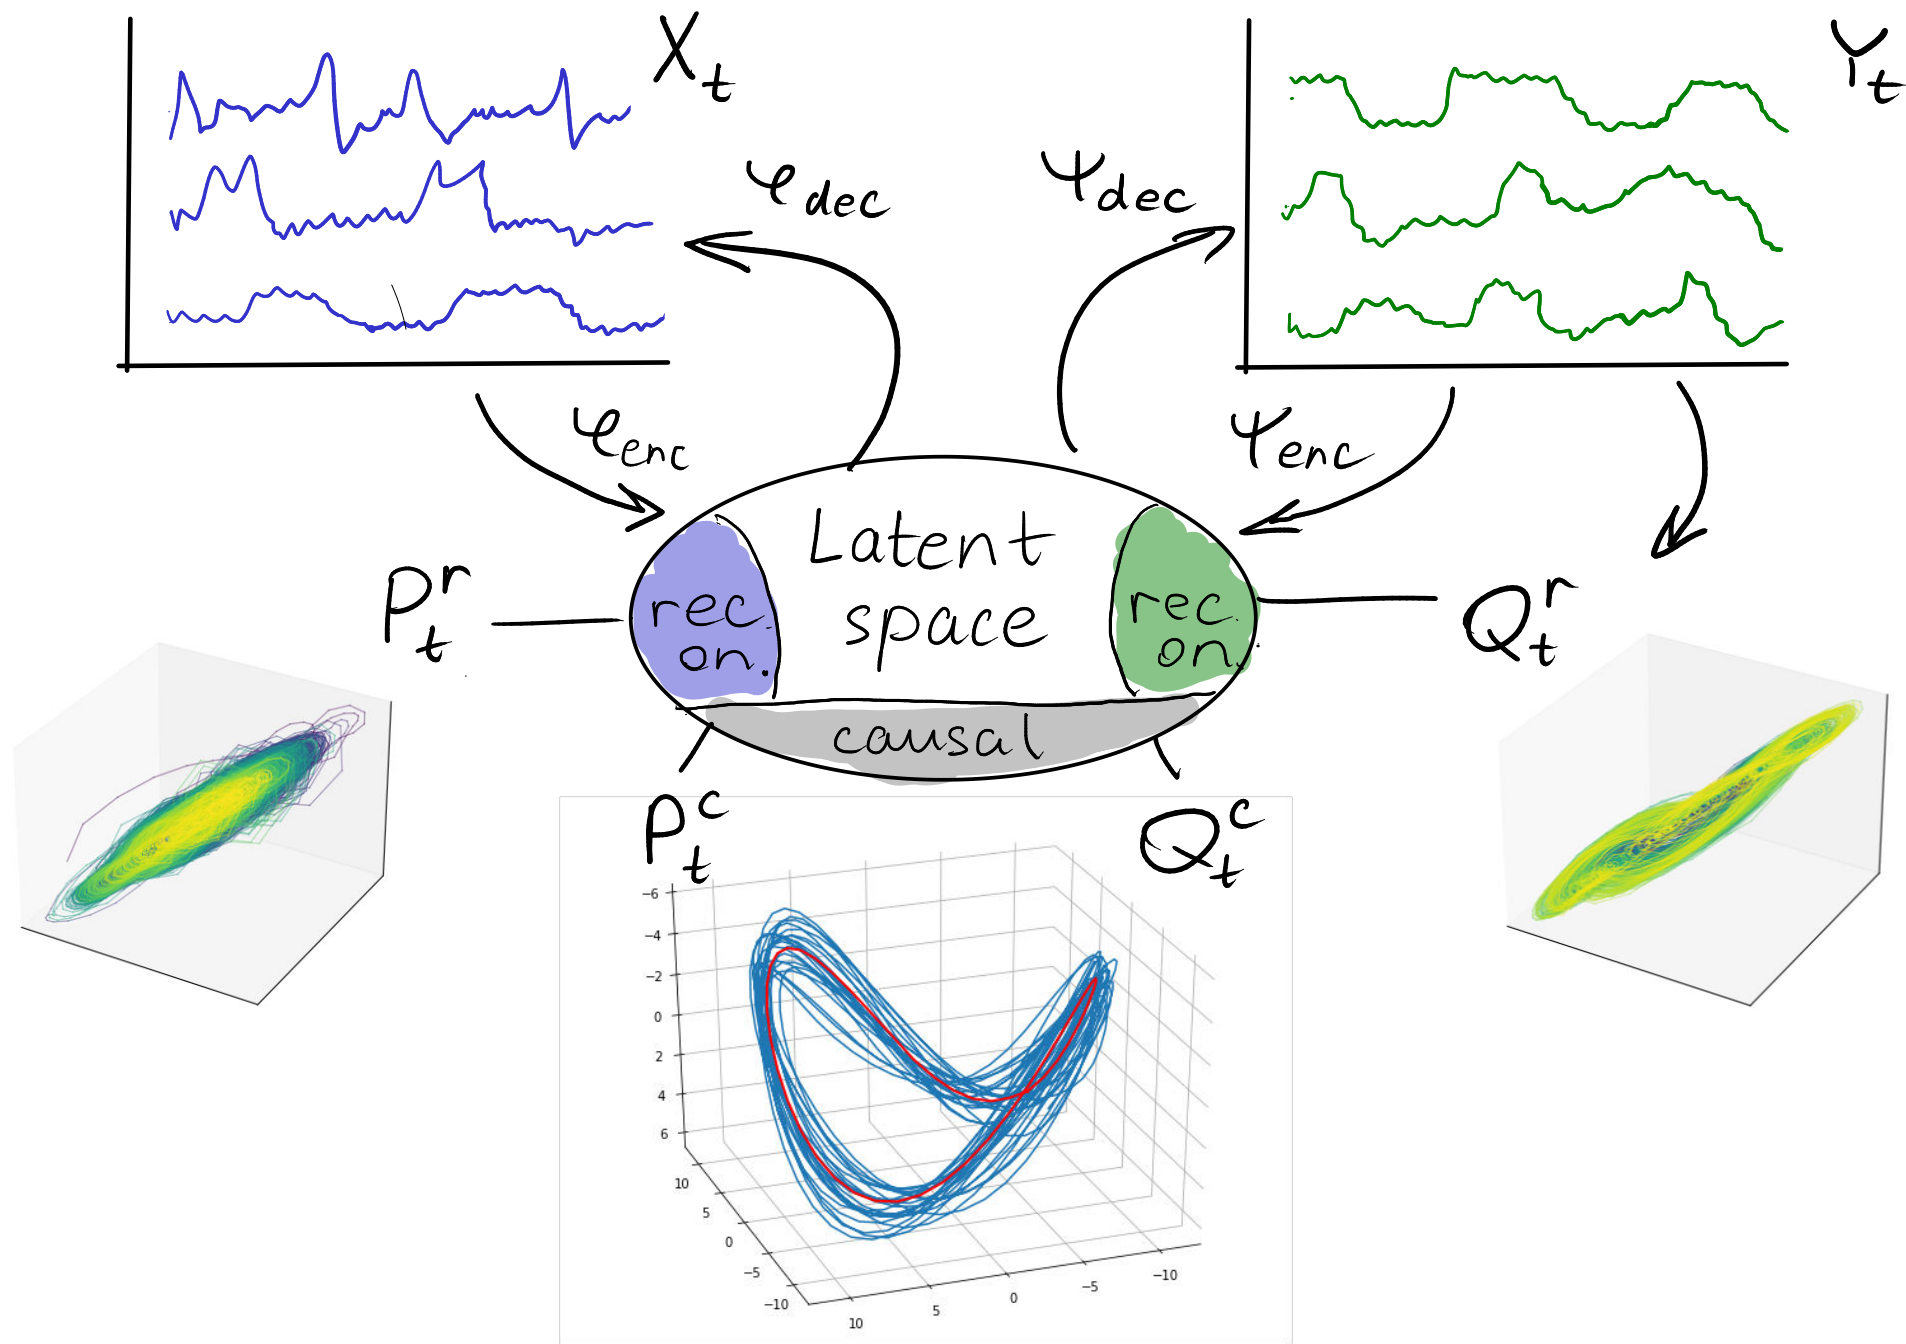 X_t
Y_t
φ_dec
ψ_dec
φ_enc
ψ_enc
Latent
space
rec
on.
rec.
on.
P_t^r
Q_t^r
causal
P_t^c
Q_t^c
−6
−4
−2
0
2
4
6
10
5
0
−5
−10
10
5
0
−5
−10